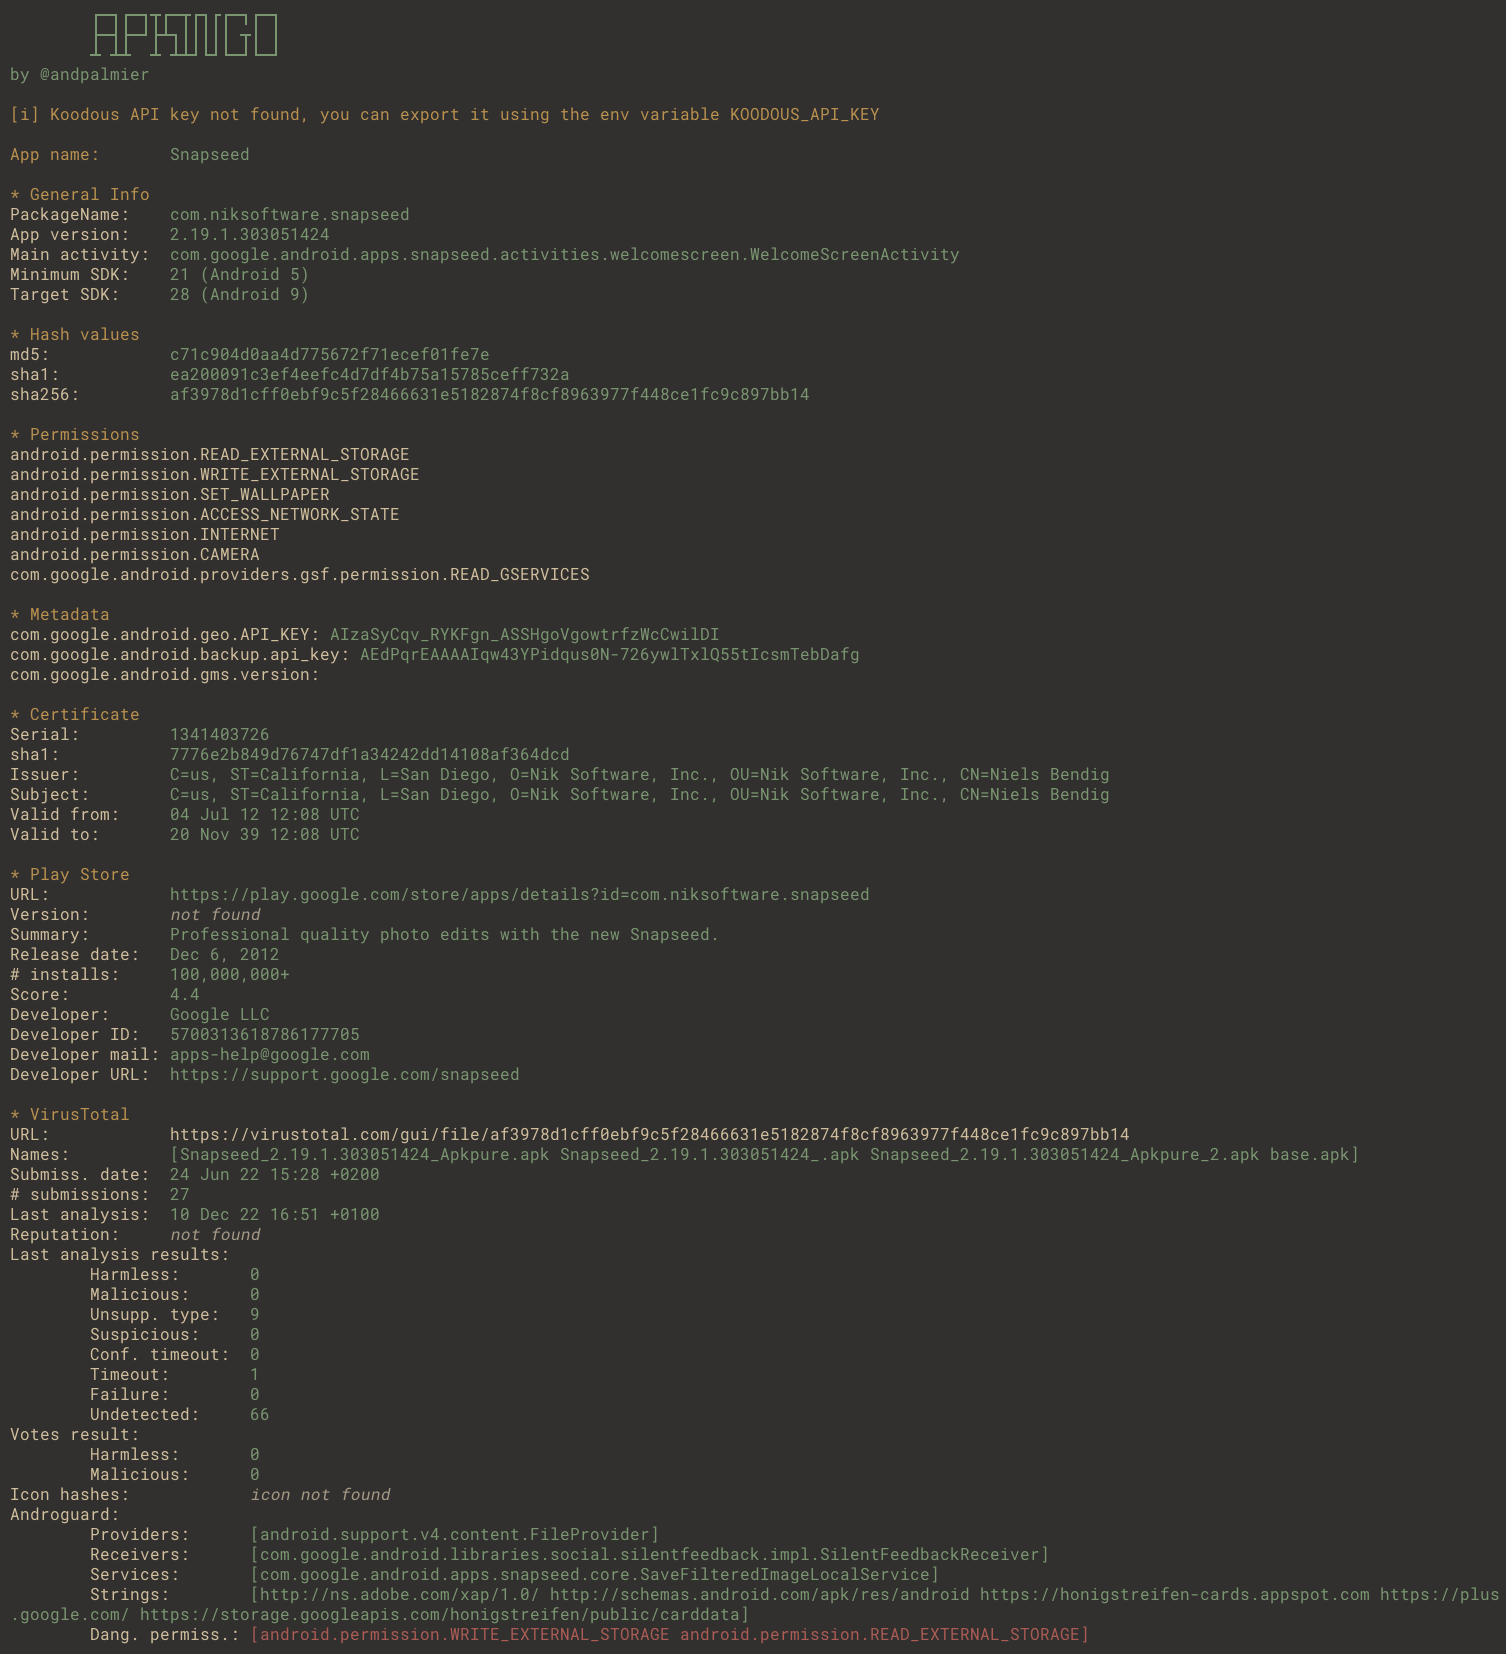 APKINGO
by @andpalmier
[i] Koodous API key not found, you can export it using the env variable KOODOUS_API_KEY
App name: Snapseed
* General Info
PackageName: com.niksoftware.snapseed
App version: 2.19.1.303051424
Main activity: com.google.android.apps.snapseed.activities.welcomescreen.WelcomeScreenActivity
Minimum SDK: 21 (Android 5)
Target SDK: 28 (Android 9)
* Hash values
md5: c71c904d0aa4d775672f71ecef01fe7e
sha1: ea200091c3ef4eefc4d7df4b75a15785ceff732a
sha256: af3978d1cff0ebf9c5f28466631e5182874f8cf8963977f448ce1fc9c897bb14
* Permissions
android.permission.READ_EXTERNAL_STORAGE
android.permission.WRITE_EXTERNAL_STORAGE
android.permission.SET_WALLPAPER
android.permission.ACCESS_NETWORK_STATE
android.permission.INTERNET
android.permission.CAMERA
com.google.android.providers.gsf.permission.READ_GSERVICES
* Metadata
com.google.android.geo.API_KEY: AIzaSyCqv_RYKFgn_ASSHgoVgowtrfzWcCwilDI
com.google.android.backup.api_key: AEdPqrEAAAAIqw43YPidqus0N-726ywlTxlQ55tIcsmTebDafg
com.google.android.gms.version:
* Certificate
Serial: 1341403726
sha1: 7776e2b849d76747df1a34242dd14108af364dcd
Issuer: C=us, ST=California, L=San Diego, O=Nik Software, Inc., OU=Nik Software, Inc., CN=Niels Bendig
Subject: C=us, ST=California, L=San Diego, O=Nik Software, Inc., OU=Nik Software, Inc., CN=Niels Bendig
Valid from: 04 Jul 12 12:08 UTC
Valid to: 20 Nov 39 12:08 UTC
* Play Store
URL: https://play.google.com/store/apps/details?id=com.niksoftware.snapseed
Version: not found
Summary: Professional quality photo edits with the new Snapseed.
Release date: Dec 6, 2012
# installs: 100,000,000+
Score: 4.4
Developer: Google LLC
Developer ID: 5700313618786177705
Developer mail: apps-help@google.com
Developer URL: https://support.google.com/snapseed
* VirusTotal
URL: https://virustotal.com/gui/file/af3978d1cff0ebf9c5f28466631e5182874f8cf8963977f448ce1fc9c897bb14
Names: [Snapseed_2.19.1.303051424_Apkpure.apk Snapseed_2.19.1.303051424_.apk Snapseed_2.19.1.303051424_Apkpure_2.apk base.apk]
Submiss. date: 24 Jun 22 15:28 +0200
# submissions: 27
Last analysis: 10 Dec 22 16:51 +0100
Reputation: not found
Last analysis results:
Harmless: 0
Malicious: 0
Unsupp. type: 9
Suspicious: 0
Conf. timeout: 0
Timeout: 1
Failure: 0
Undetected: 66
Votes result:
Harmless: 0
Malicious: 0
Icon hashes: icon not found
Androguard:
Providers: [android.support.v4.content.FileProvider]
Receivers: [com.google.android.libraries.social.silentfeedback.impl.SilentFeedbackReceiver]
Services: [com.google.android.apps.snapseed.core.SaveFilteredImageLocalService]
Strings: [http://ns.adobe.com/xap/1.0/ http://schemas.android.com/apk/res/android https://honigstreifen-cards.appspot.com https://plus
.google.com/ https://storage.googleapis.com/honigstreifen/public/carddata]
Dang. permiss.: [android.permission.WRITE_EXTERNAL_STORAGE android.permission.READ_EXTERNAL_STORAGE]